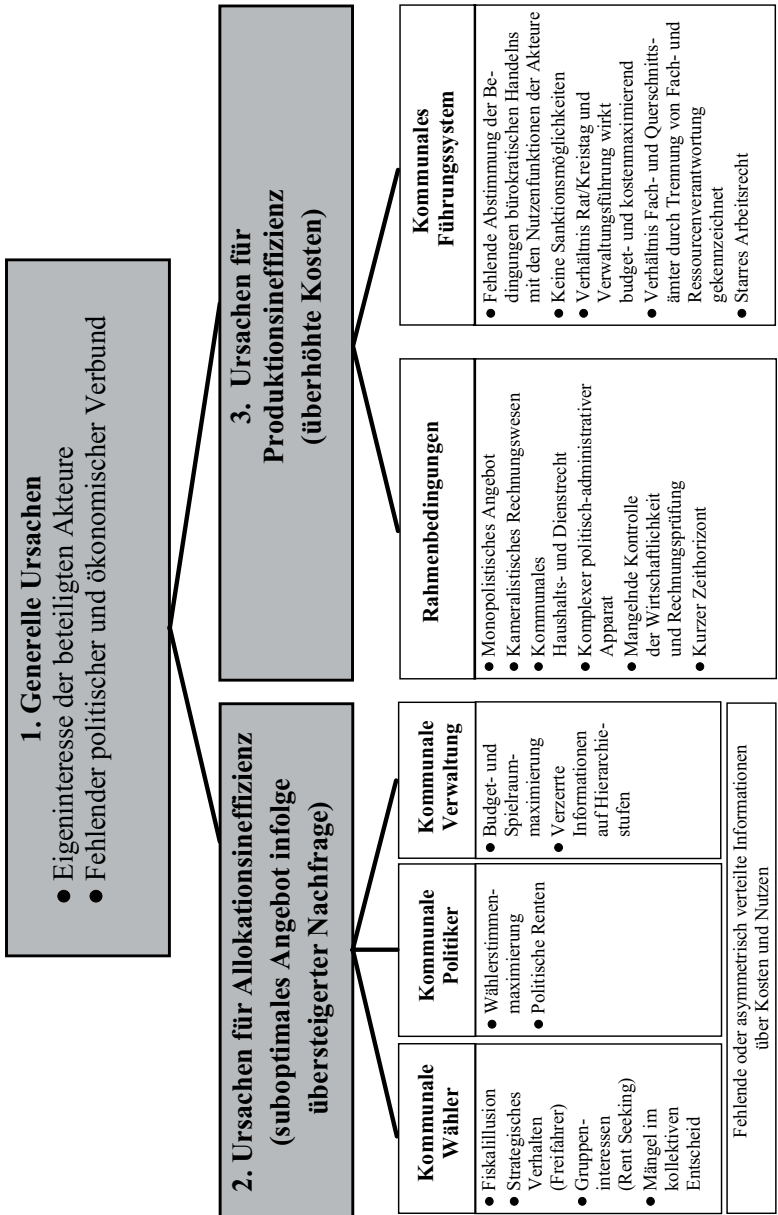 1. Generelle Ursachen
● Eigeninteresse der beteiligten Akteure
● Fehlender politischer und ökonomischer Verbund
2. Ursachen für Allokationsineffizienz
(suboptimales Angebot infolge
übersteigerter Nachfrage)
Kommunale
Wähler
● Fiskalillusion
● Strategisches
Verhalten
(Freifahrer)
● Gruppen-
interessen
(Rent Seeking)
● Mängel im
kollektiven
Entscheid
Kommunale
Politiker
● Wählerstimmen-
maximierung
● Politische Renten
Kommunale
Verwaltung
● Budget- und
Spielraum-
maximierung
● Verzerrte
Informationen
auf Hierarchie-
stufen
Fehlende oder asymmetrisch verteilte Informationen
über Kosten und Nutzen
3. Ursachen für
Produktionsineffizienz
(überhöhte Kosten)
Rahmenbedingungen
● Monopolistisches Angebot
● Kameralistisches Rechnungswesen
● Kommunales
Haushalts- und Dienstrecht
● Komplexer politisch-administrativer
Apparat
● Mangelnde Kontrolle
der Wirtschaftlichkeit
und Rechnungsprüfung
● Kurzer Zeithorizont
Kommunales
Führungssystem
● Fehlende Abstimmung der Be-
dingungen bürokratischen Handelns
mit den Nutzenfunktionen der Akteure
● Keine Sanktionsmöglichkeiten
● Verhältnis Rat/Kreistag und
Verwaltungsführung wirkt
budget- und kostenmaximierend
● Verhältnis Fach- und Querschnitts-
ämter durch Trennung von Fach- und
Ressourcenverantwortung
gekennzeichnet
● Starres Arbeitsrecht